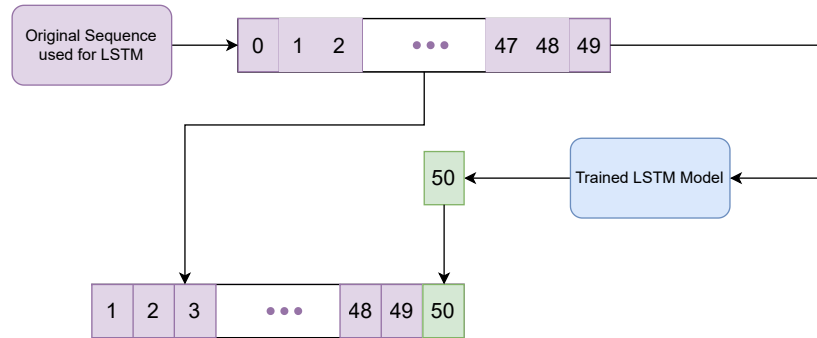 Original Sequence
used for LSTM
0 1 2 ••• 47 48 49
50
Trained LSTM Model
1 2 3 ••• 48 49 50